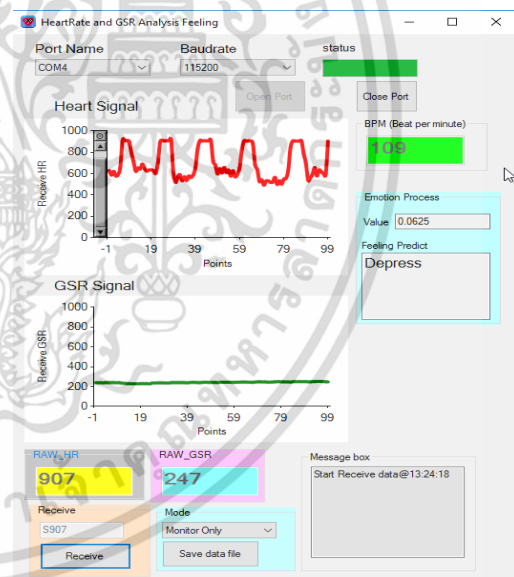 HeartRate and GSR Analysis Feeling
Port Name Baudrate status
COM4 115200
Open Port Close Port
Heart Signal
BPM (Beat per minute)
109
Receive HR
1000
800
600
400
200
0
-1 19 39 59 79 99
Points
Emotion Process
Value 0.0625
Feeling Predict
Depress
GSR Signal
Receive GSR
1000
800
600
400
200
0
-1 19 39 59 79 99
Points
RAW_HR RAW_GSR
907 247
Message box
Start Receive data@13:24:18
Receive
S907
Receive
Mode
Monitor Only
Save data file